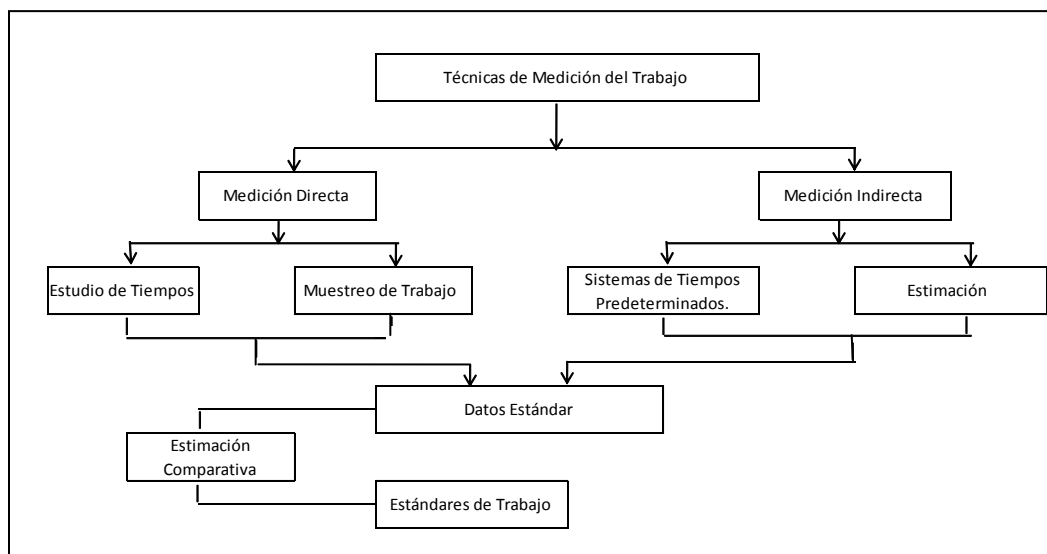 Técnicas de Medición del Trabajo
Medición Directa
Medición Indirecta
Estudio de Tiempos
Muestreo de Trabajo
Sistemas de Tiempos
Predeterminados.
Estimación
Datos Estándar
Estimación
Comparativa
Estándares de Trabajo